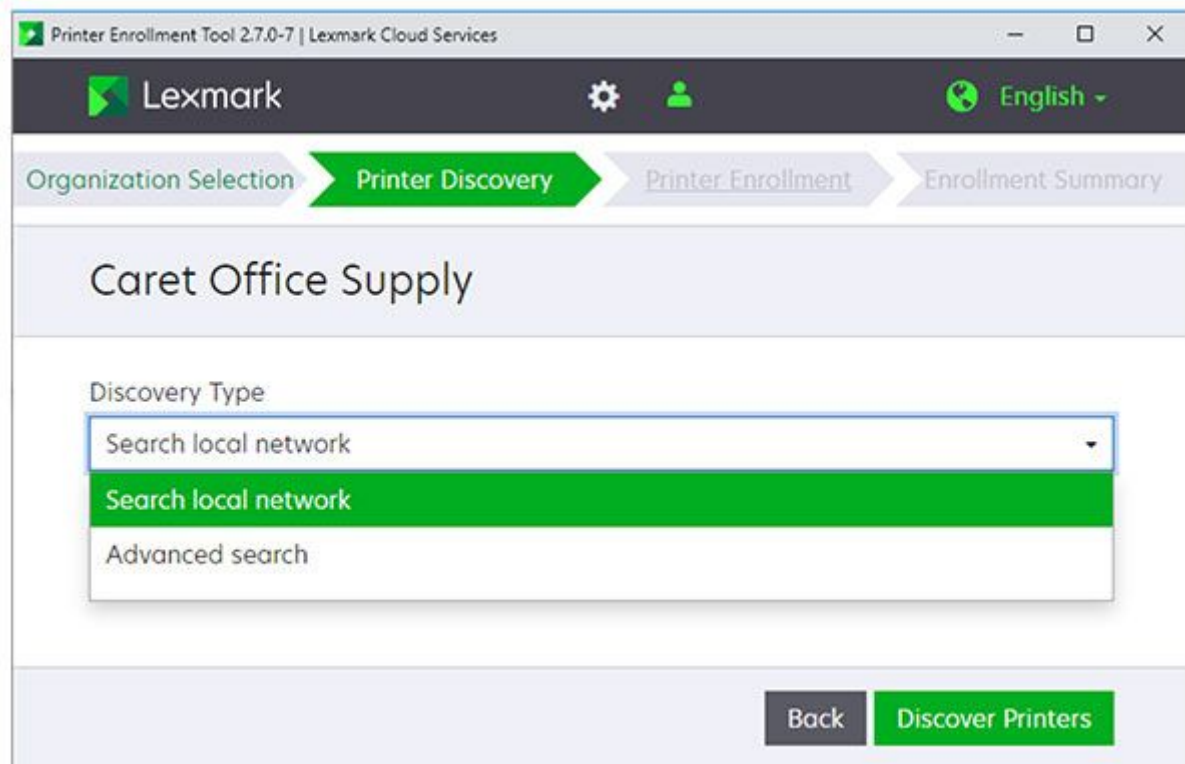 Printer Enrollment Tool 2.7.0-7 | Lexmark Cloud Services
Lexmark English
Organization Selection Printer Discovery Printer Enrollment Enrollment Summary
Caret Office Supply
Discovery Type
Search local network
Search local network
Advanced search
Back Discover Printers